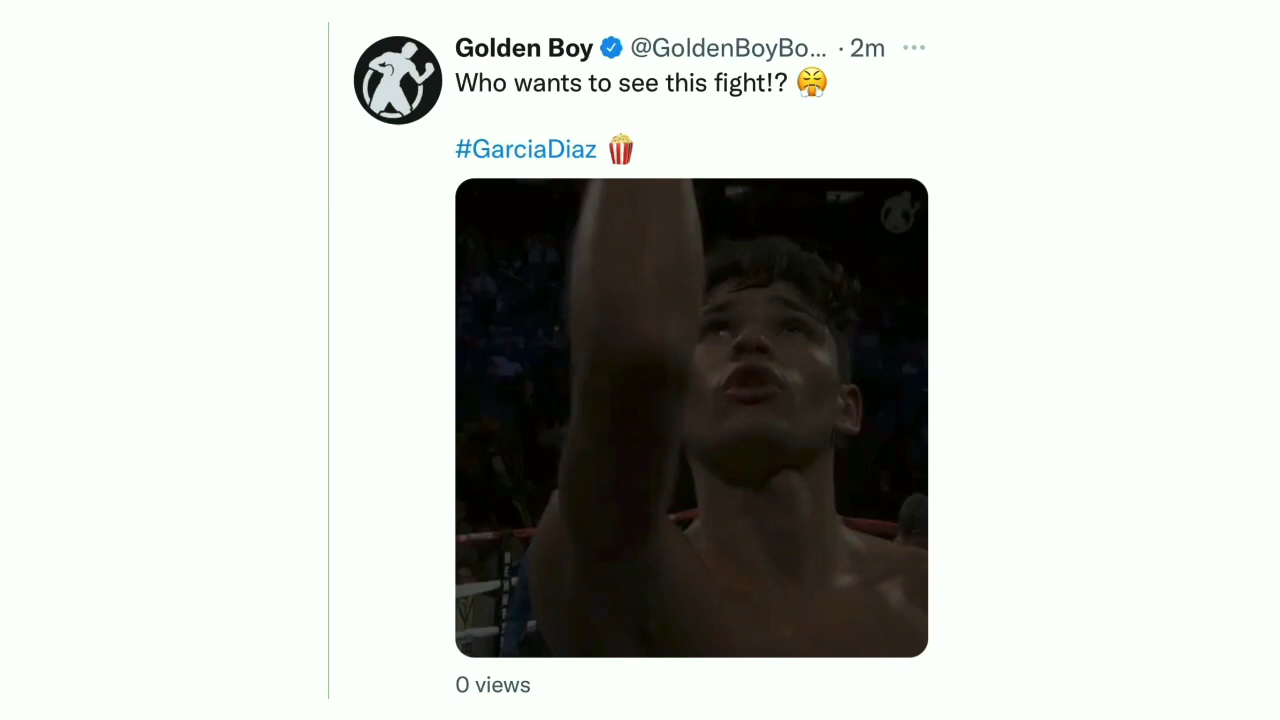 Golden Boy @GoldenBoyBo... · 2m
Who wants to see this fight!? 😤
#GarciaDiaz 🍿
0 views